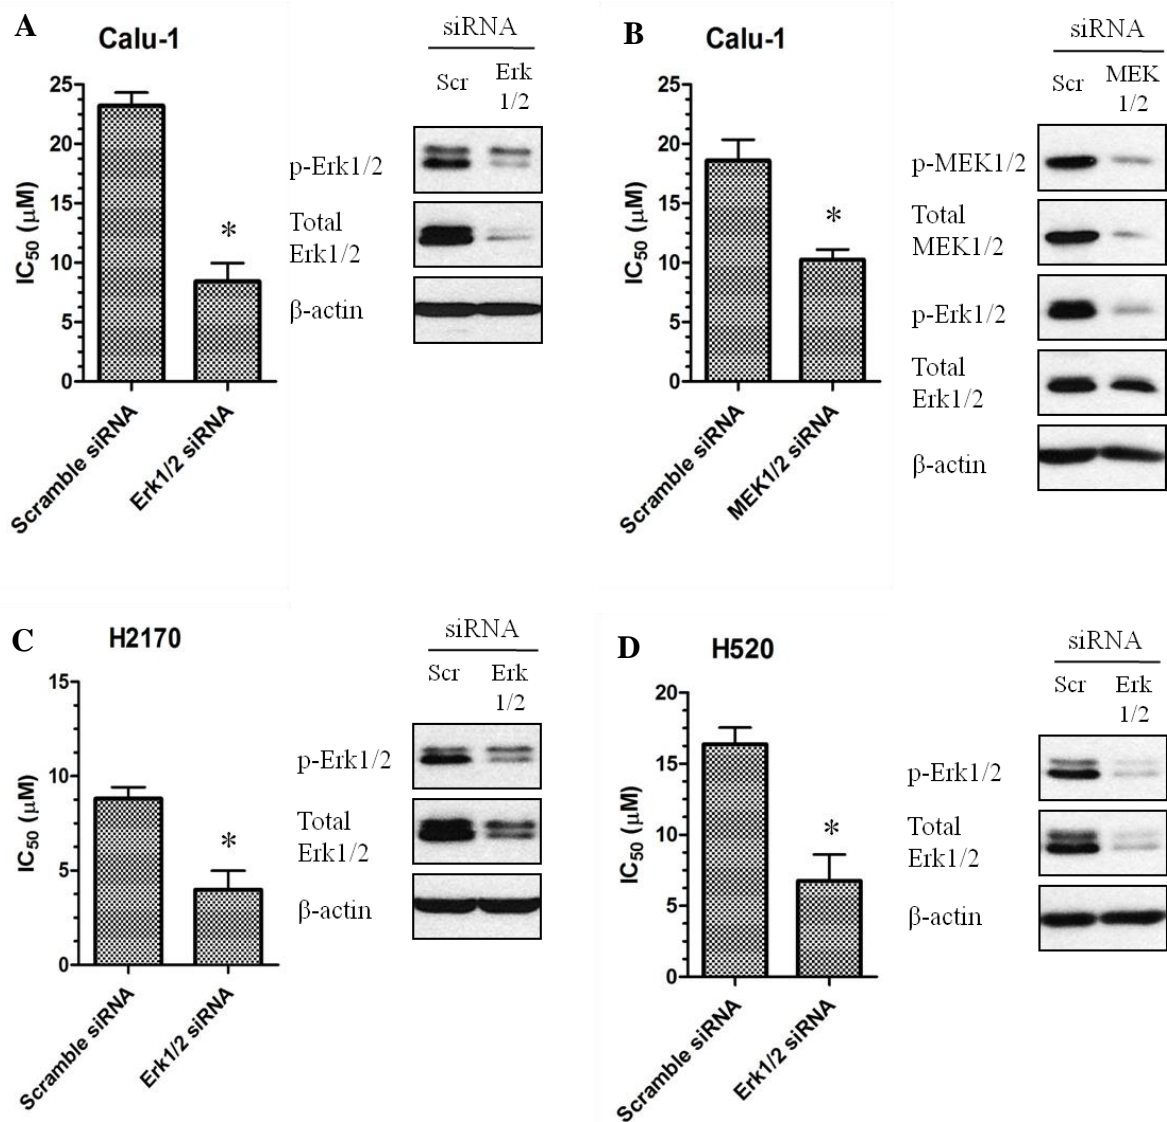 A
Calu-1
25
20
15
10
5
0
IC50 (μM)
*
Scramble siRNA
Erk1/2 siRNA
siRNA
Scr
Erk
1/2
p-Erk1/2
Total
Erk1/2
β-actin
B
Calu-1
25
20
15
10
5
0
IC50 (μM)
*
Scramble siRNA
MEK1/2 siRNA
siRNA
Scr
MEK
1/2
p-MEK1/2
Total
MEK1/2
p-Erk1/2
Total
Erk1/2
β-actin
C
H2170
15
10
5
0
IC50 (μM)
*
Scramble siRNA
Erk1/2 siRNA
siRNA
Scr
Erk
1/2
p-Erk1/2
Total
Erk1/2
β-actin
D
H520
20
15
10
5
0
IC50 (μM)
*
Scramble siRNA
Erk1/2 siRNA
siRNA
Scr
Erk
1/2
p-Erk1/2
Total
Erk1/2
β-actin